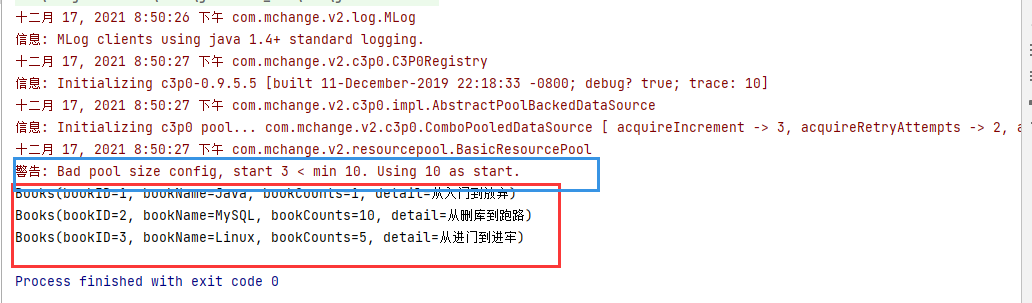 十二月 17, 2021 8:50:26 下午 com.mchange.v2.log.MLog
信息: MLog clients using java 1.4+ standard logging.
十二月 17, 2021 8:50:27 下午 com.mchange.v2.c3p0.C3P0Registry
信息: Initializing c3p0-0.9.5.5 [built 11-December-2019 22:18:33 -0800; debug? true; trace: 10]
十二月 17, 2021 8:50:27 下午 com.mchange.v2.c3p0.impl.AbstractPoolBackedDataSource
信息: Initializing c3p0 pool... com.mchange.v2.c3p0.ComboPooledDataSource [ acquireIncrement -> 3, acquireRetryAttempts -> 2, a
十二月 17, 2021 8:50:27 下午 com.mchange.v2.resourcepool.BasicResourcePool
警告: Bad pool size config, start 3 < min 10. Using 10 as start.
Books(bookID=1, bookName=Java, bookCounts=1, detail=从入门到放弃)
Books(bookID=2, bookName=MySQL, bookCounts=10, detail=从删库到跑路)
Books(bookID=3, bookName=Linux, bookCounts=5, detail=从进门到进牢)
Process finished with exit code 0